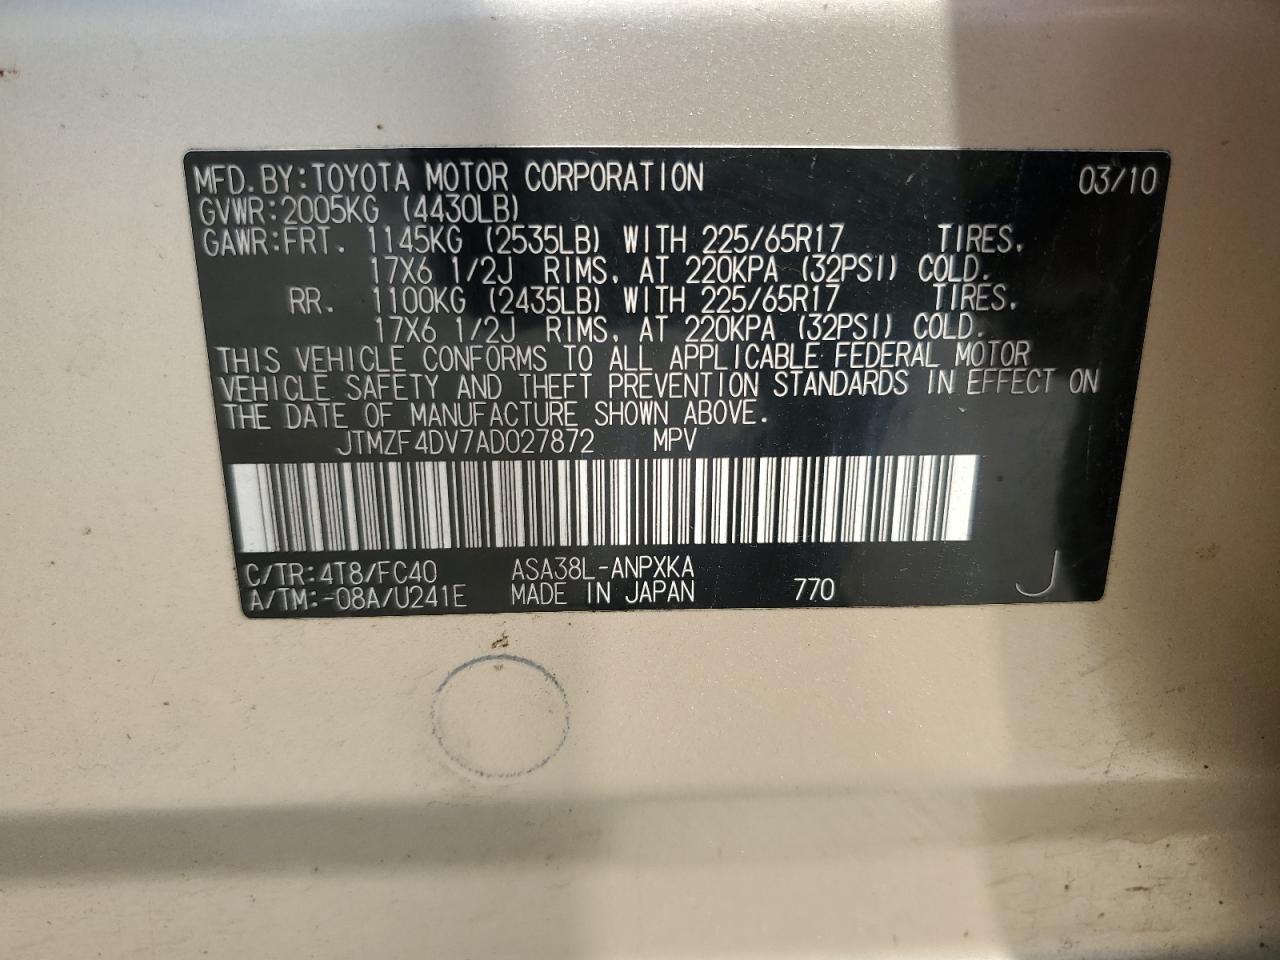 MFD. BY: TOYOTA MOTOR CORPORATION 03/10
GVWR: 2005KG (4430LB)
GAWR: FRT. 1145KG (2535LB) WITH 225/65R17 TIRES,
17X6 1/2J RIMS, AT 220KPA (32PSI) COLD.
RR. 1100KG (2435LB) WITH 225/65R17 TIRES,
17X6 1/2J RIMS, AT 220KPA (32PSI) COLD.
THIS VEHICLE CONFORMS TO ALL APPLICABLE FEDERAL MOTOR
VEHICLE SAFETY AND THEFT PREVENTION STANDARDS IN EFFECT ON
THE DATE OF MANUFACTURE SHOWN ABOVE.
JTMZF4DV7AD027872 MPV
C/TR: 4T8/FC40 ASA38L-ANPXKA
A/TM: -08A/U241E MADE IN JAPAN 770 J